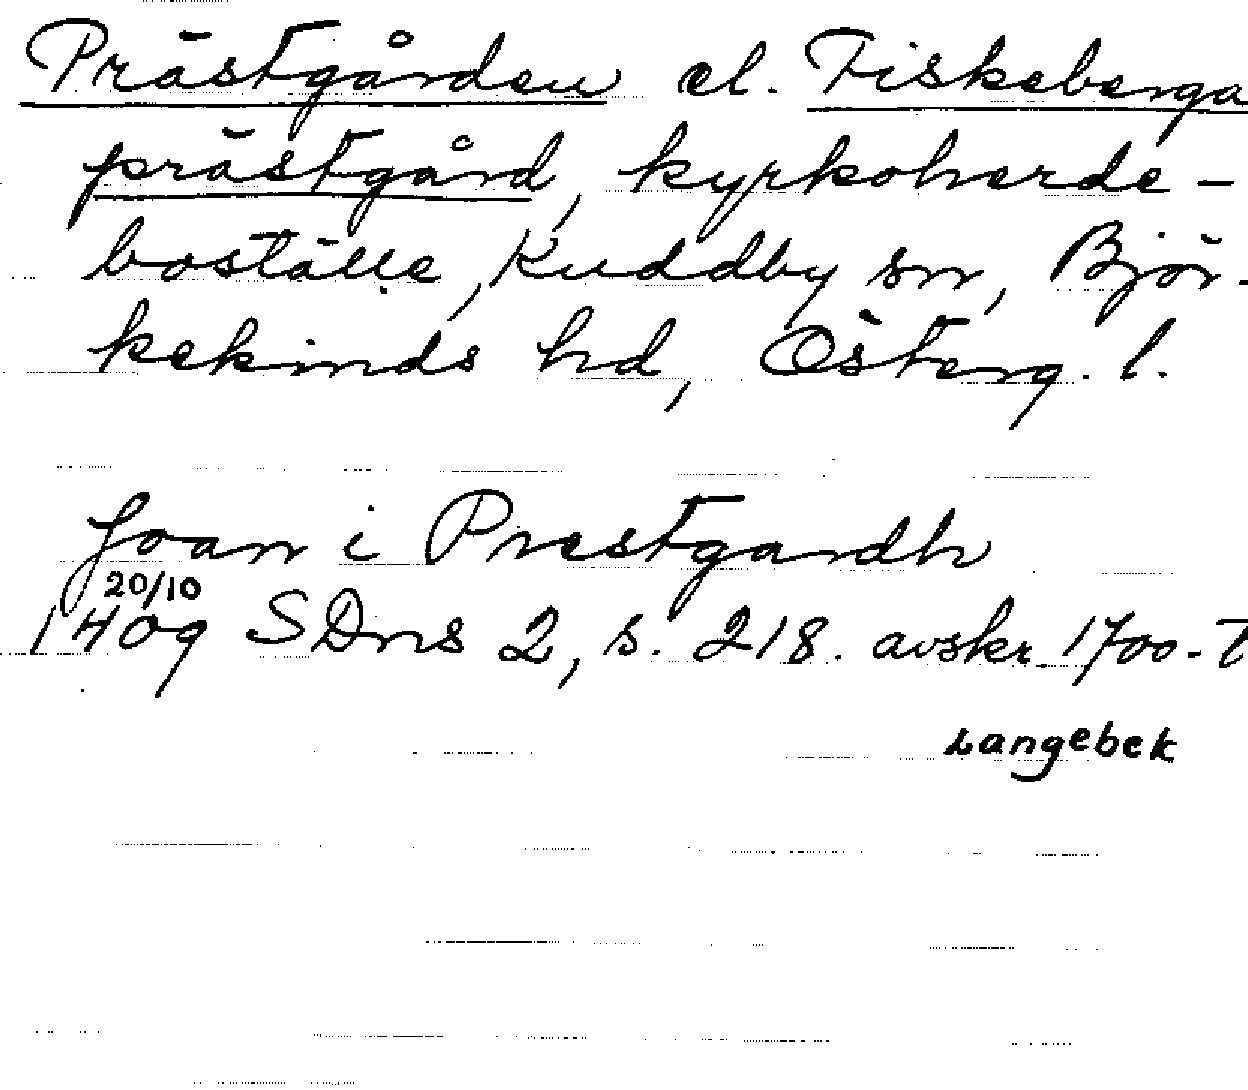 Prästgården el. Fiskeberga
prästgård, kyrkoherde-
boställe, Kuddby sn, Björ-
kekinds hd, Österg. l.
Joan i Prestgardh
20/10
1409 SDns 2, s. 218. avskr. 1700-t
Langebek